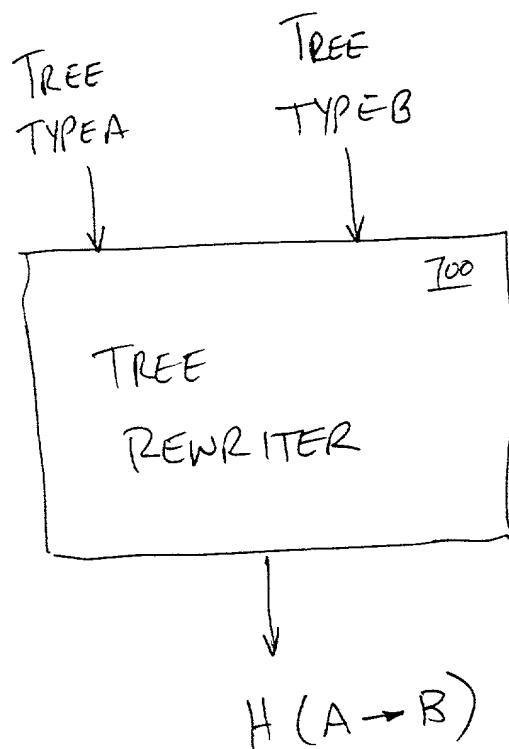 TREE
TYPE A
TREE
TYPE B
700
TREE
REWRITER
H (A → B)